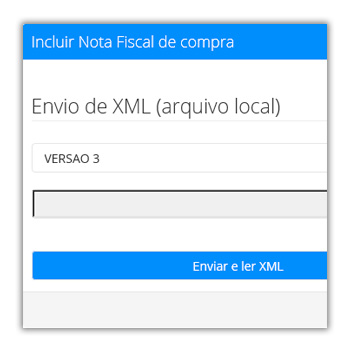 Incluir Nota Fiscal de compra
Envio de XML (arquivo local)
VERSAO 3
Enviar e ler XML